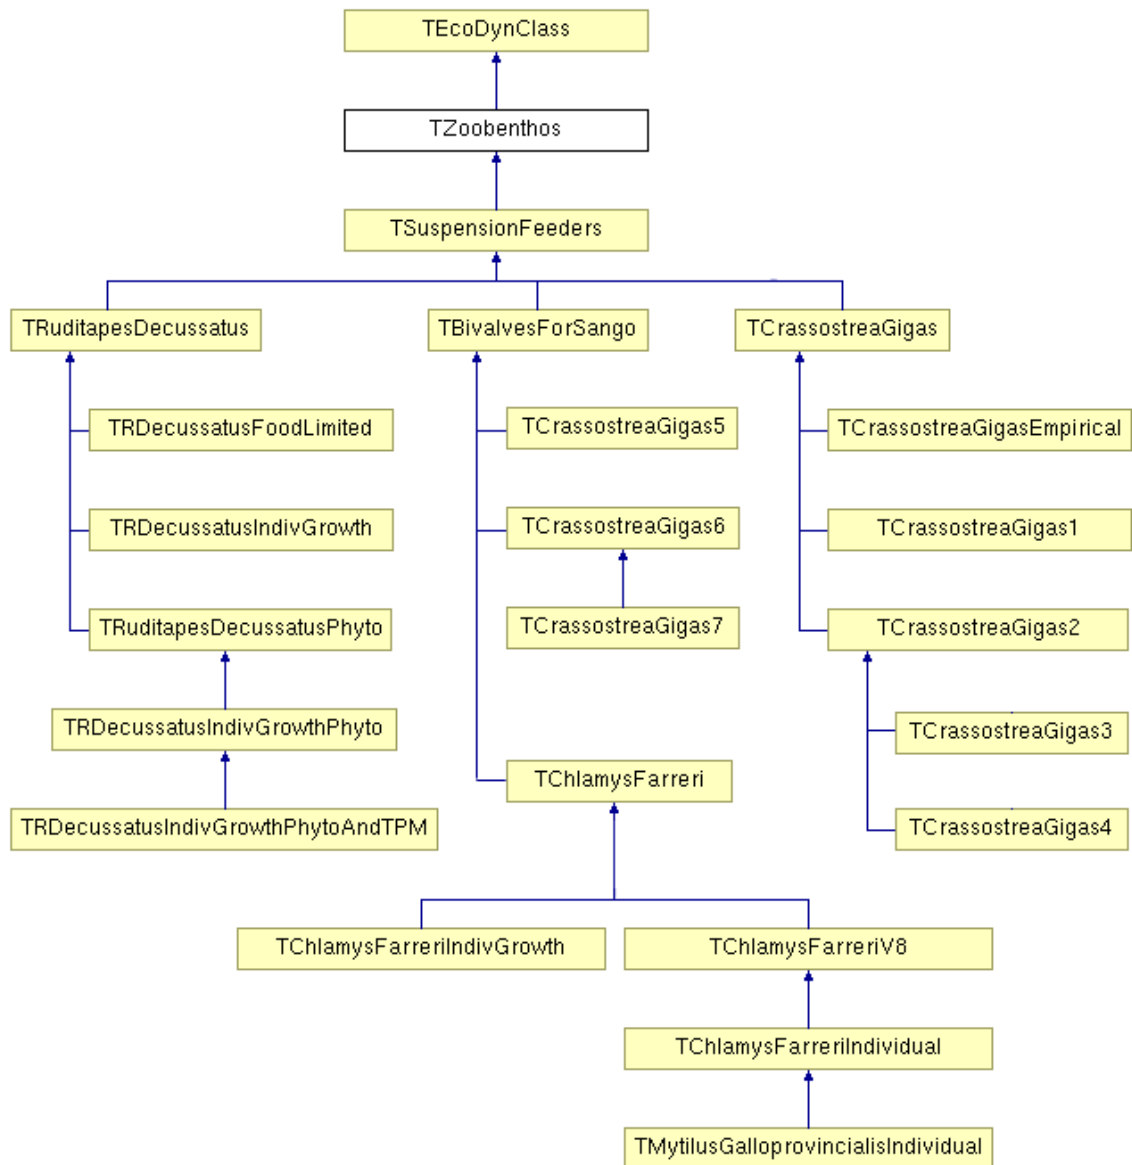 TEcoDynClass
TZoobenthos
TSuspensionFeeders
TRuditapesDecussatus
TBivalvesForSango
TCrassostreaGigas
TRDecussatusFoodLimited
TCrassostreaGigas5
TCrassostreaGigasEmpirical
TRDecussatusIndivGrowth
TCrassostreaGigas6
TCrassostreaGigas1
TRuditapesDecussatusPhyto
TCrassostreaGigas7
TCrassostreaGigas2
TRDecussatusIndivGrowthPhyto
TCrassostreaGigas3
TChlamysFarreri
TRDecussatusIndivGrowthPhytoAndTPM
TCrassostreaGigas4
TChlamysFarreriIndivGrowth
TChlamysFarreriV8
TChlamysFarreriIndividual
TMytilusGalloprovincialisIndividual